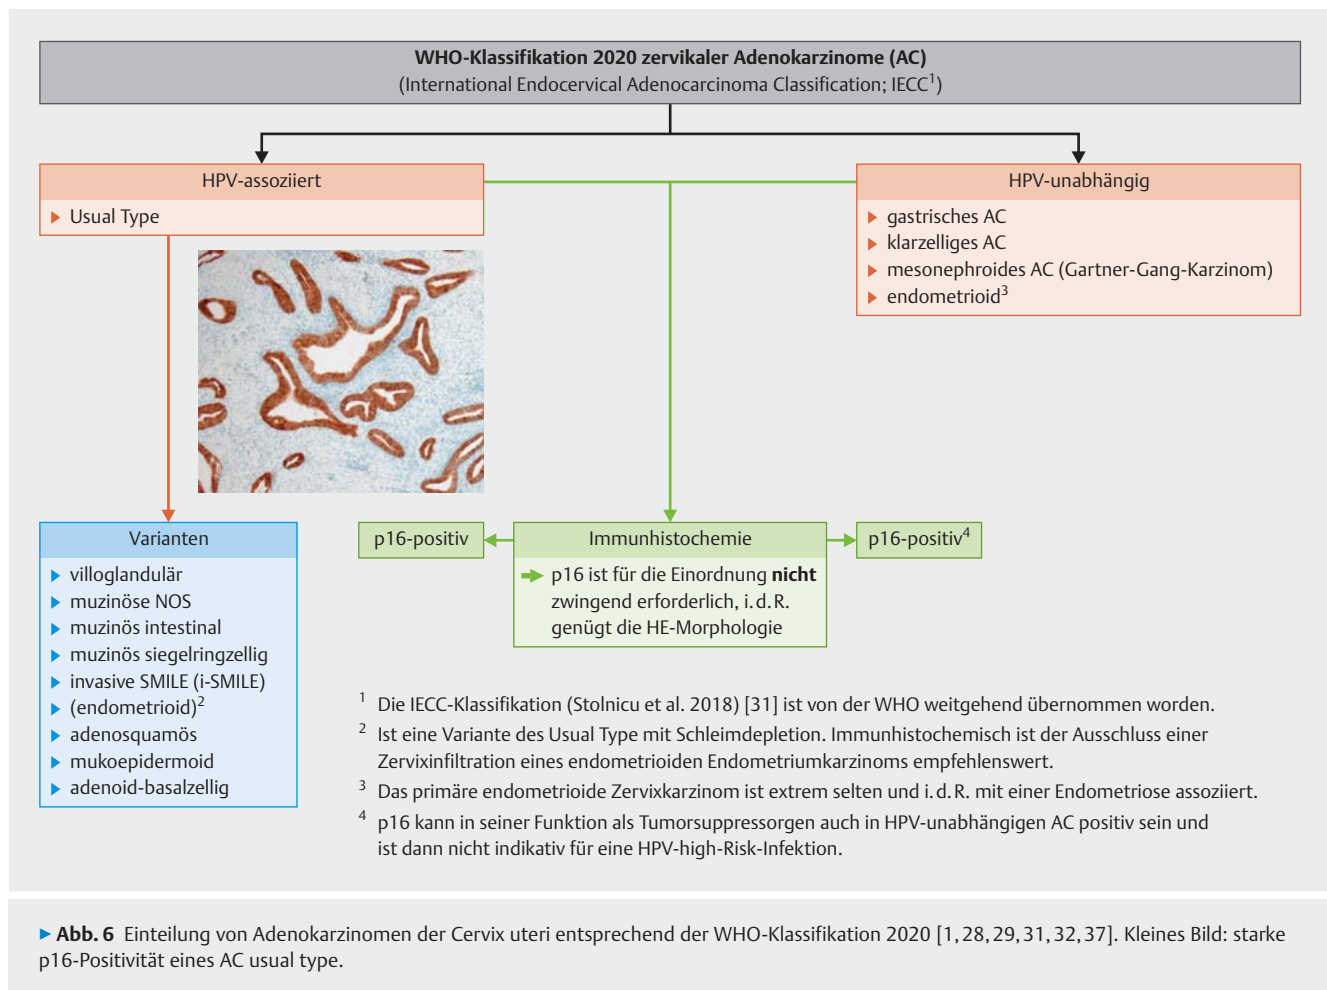 WHO-Klassifikation 2020 zervikaler Adenokarzinome (AC)
(International Endocervical Adenocarcinoma Classification; IECC¹)
HPV-assoziiert
▶ Usual Type
HPV-unabhängig
▶ gastrisches AC
▶ klarzelliges AC
▶ mesonephroides AC (Gartner-Gang-Karzinom)
▶ endometrioid³
Varianten
▶ villoglandulär
▶ muzinöse NOS
▶ muzinös intestinal
▶ muzinös siegelringzellig
▶ invasive SMILE (i-SMILE)
▶ (endometrioid)²
▶ adenosquamös
▶ mukoepidermoid
▶ adenoid-basalzellig
p16-positiv
Immunhistochemie
p16 ist für die Einordnung nicht
zwingend erforderlich, i. d. R.
genügt die HE-Morphologie
p16-positiv⁴
¹ Die IECC-Klassifikation (Stolnicu et al. 2018) [31] ist von der WHO weitgehend übernommen worden.
² Ist eine Variante des Usual Type mit Schleimdepletion. Immunhistochemisch ist der Ausschluss einer
Zervixinfiltration eines endometrioiden Endometriumkarzinoms empfehlenswert.
³ Das primäre endometrioide Zervixkarzinom ist extrem selten und i. d. R. mit einer Endometriose assoziiert.
⁴ p16 kann in seiner Funktion als Tumorsuppressorgen auch in HPV-unabhängigen AC positiv sein und
ist dann nicht indikativ für eine HPV-high-Risk-Infektion.
▶ Abb. 6 Einteilung von Adenokarzinomen der Cervix uteri entsprechend der WHO-Klassifikation 2020 [1, 28, 29, 31, 32, 37]. Kleines Bild: starke
p16-Positivität eines AC usual type.